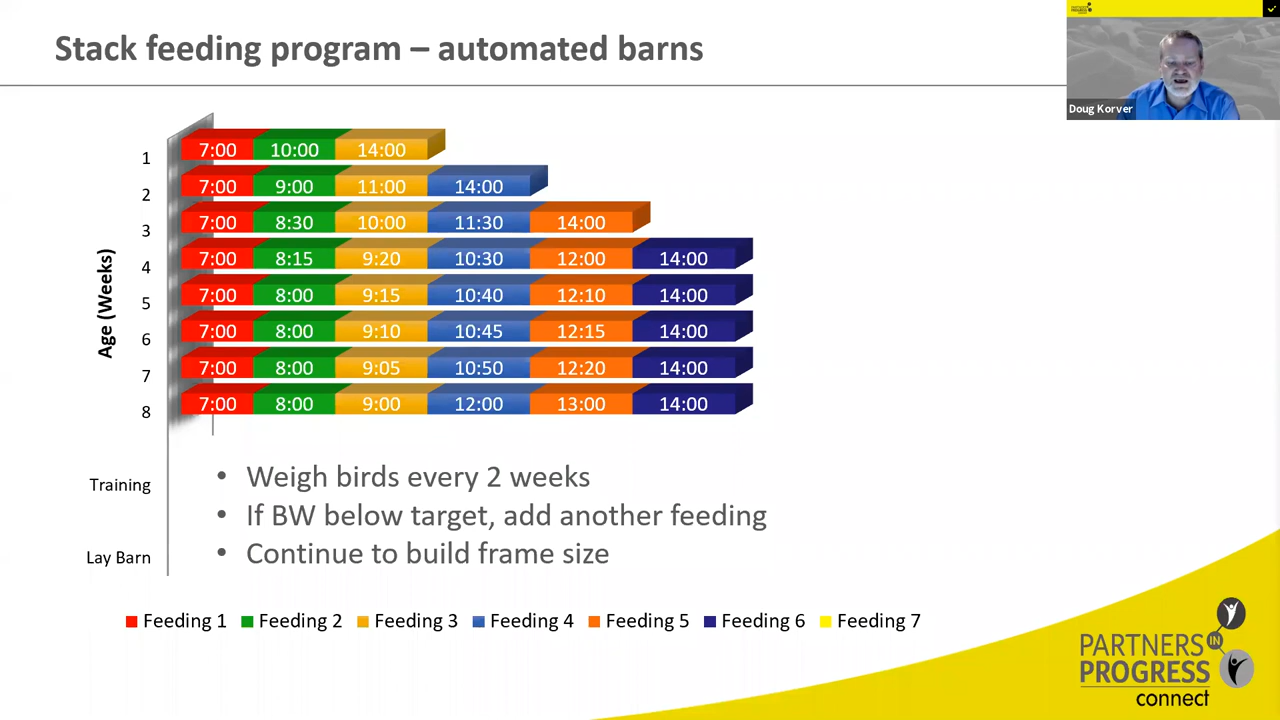 Stack feeding program – automated barns
Doug Korver
Age (Weeks)
1 7:00 10:00 14:00
2 7:00 9:00 11:00 14:00
3 7:00 8:30 10:00 11:30 14:00
4 7:00 8:15 9:20 10:30 12:00 14:00
5 7:00 8:00 9:15 10:40 12:10 14:00
6 7:00 8:00 9:10 10:45 12:15 14:00
7 7:00 8:00 9:05 10:50 12:20 14:00
8 7:00 8:00 9:00 12:00 13:00 14:00
Training
Lay Barn
• Weigh birds every 2 weeks
• If BW below target, add another feeding
• Continue to build frame size
Feeding 1 Feeding 2 Feeding 3 Feeding 4 Feeding 5 Feeding 6 Feeding 7
PARTNERS IN
PROGRESS
connect